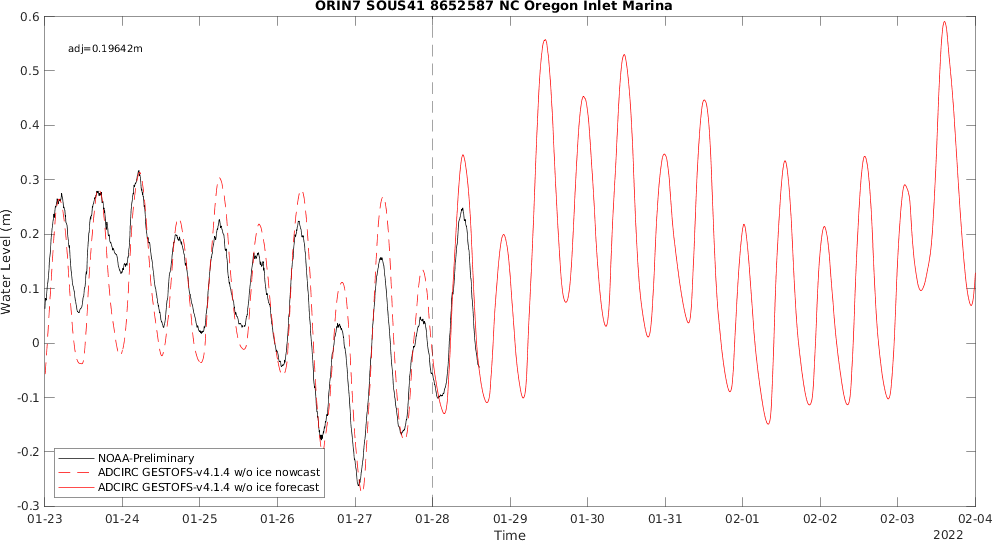 ORIN7 SOUS41 8652587 NC Oregon Inlet Marina
adj=0.19642m
0.6
0.5
0.4
0.3
0.2
0.1
0
-0.1
-0.2
-0.3
Water Level (m)
NOAA-Preliminary
ADCIRC GESTOFS-v4.1.4 w/o ice nowcast
ADCIRC GESTOFS-v4.1.4 w/o ice forecast
01-23 01-24 01-25 01-26 01-27 01-28 01-29 01-30 01-31 02-01 02-02 02-03 02-04
Time
2022